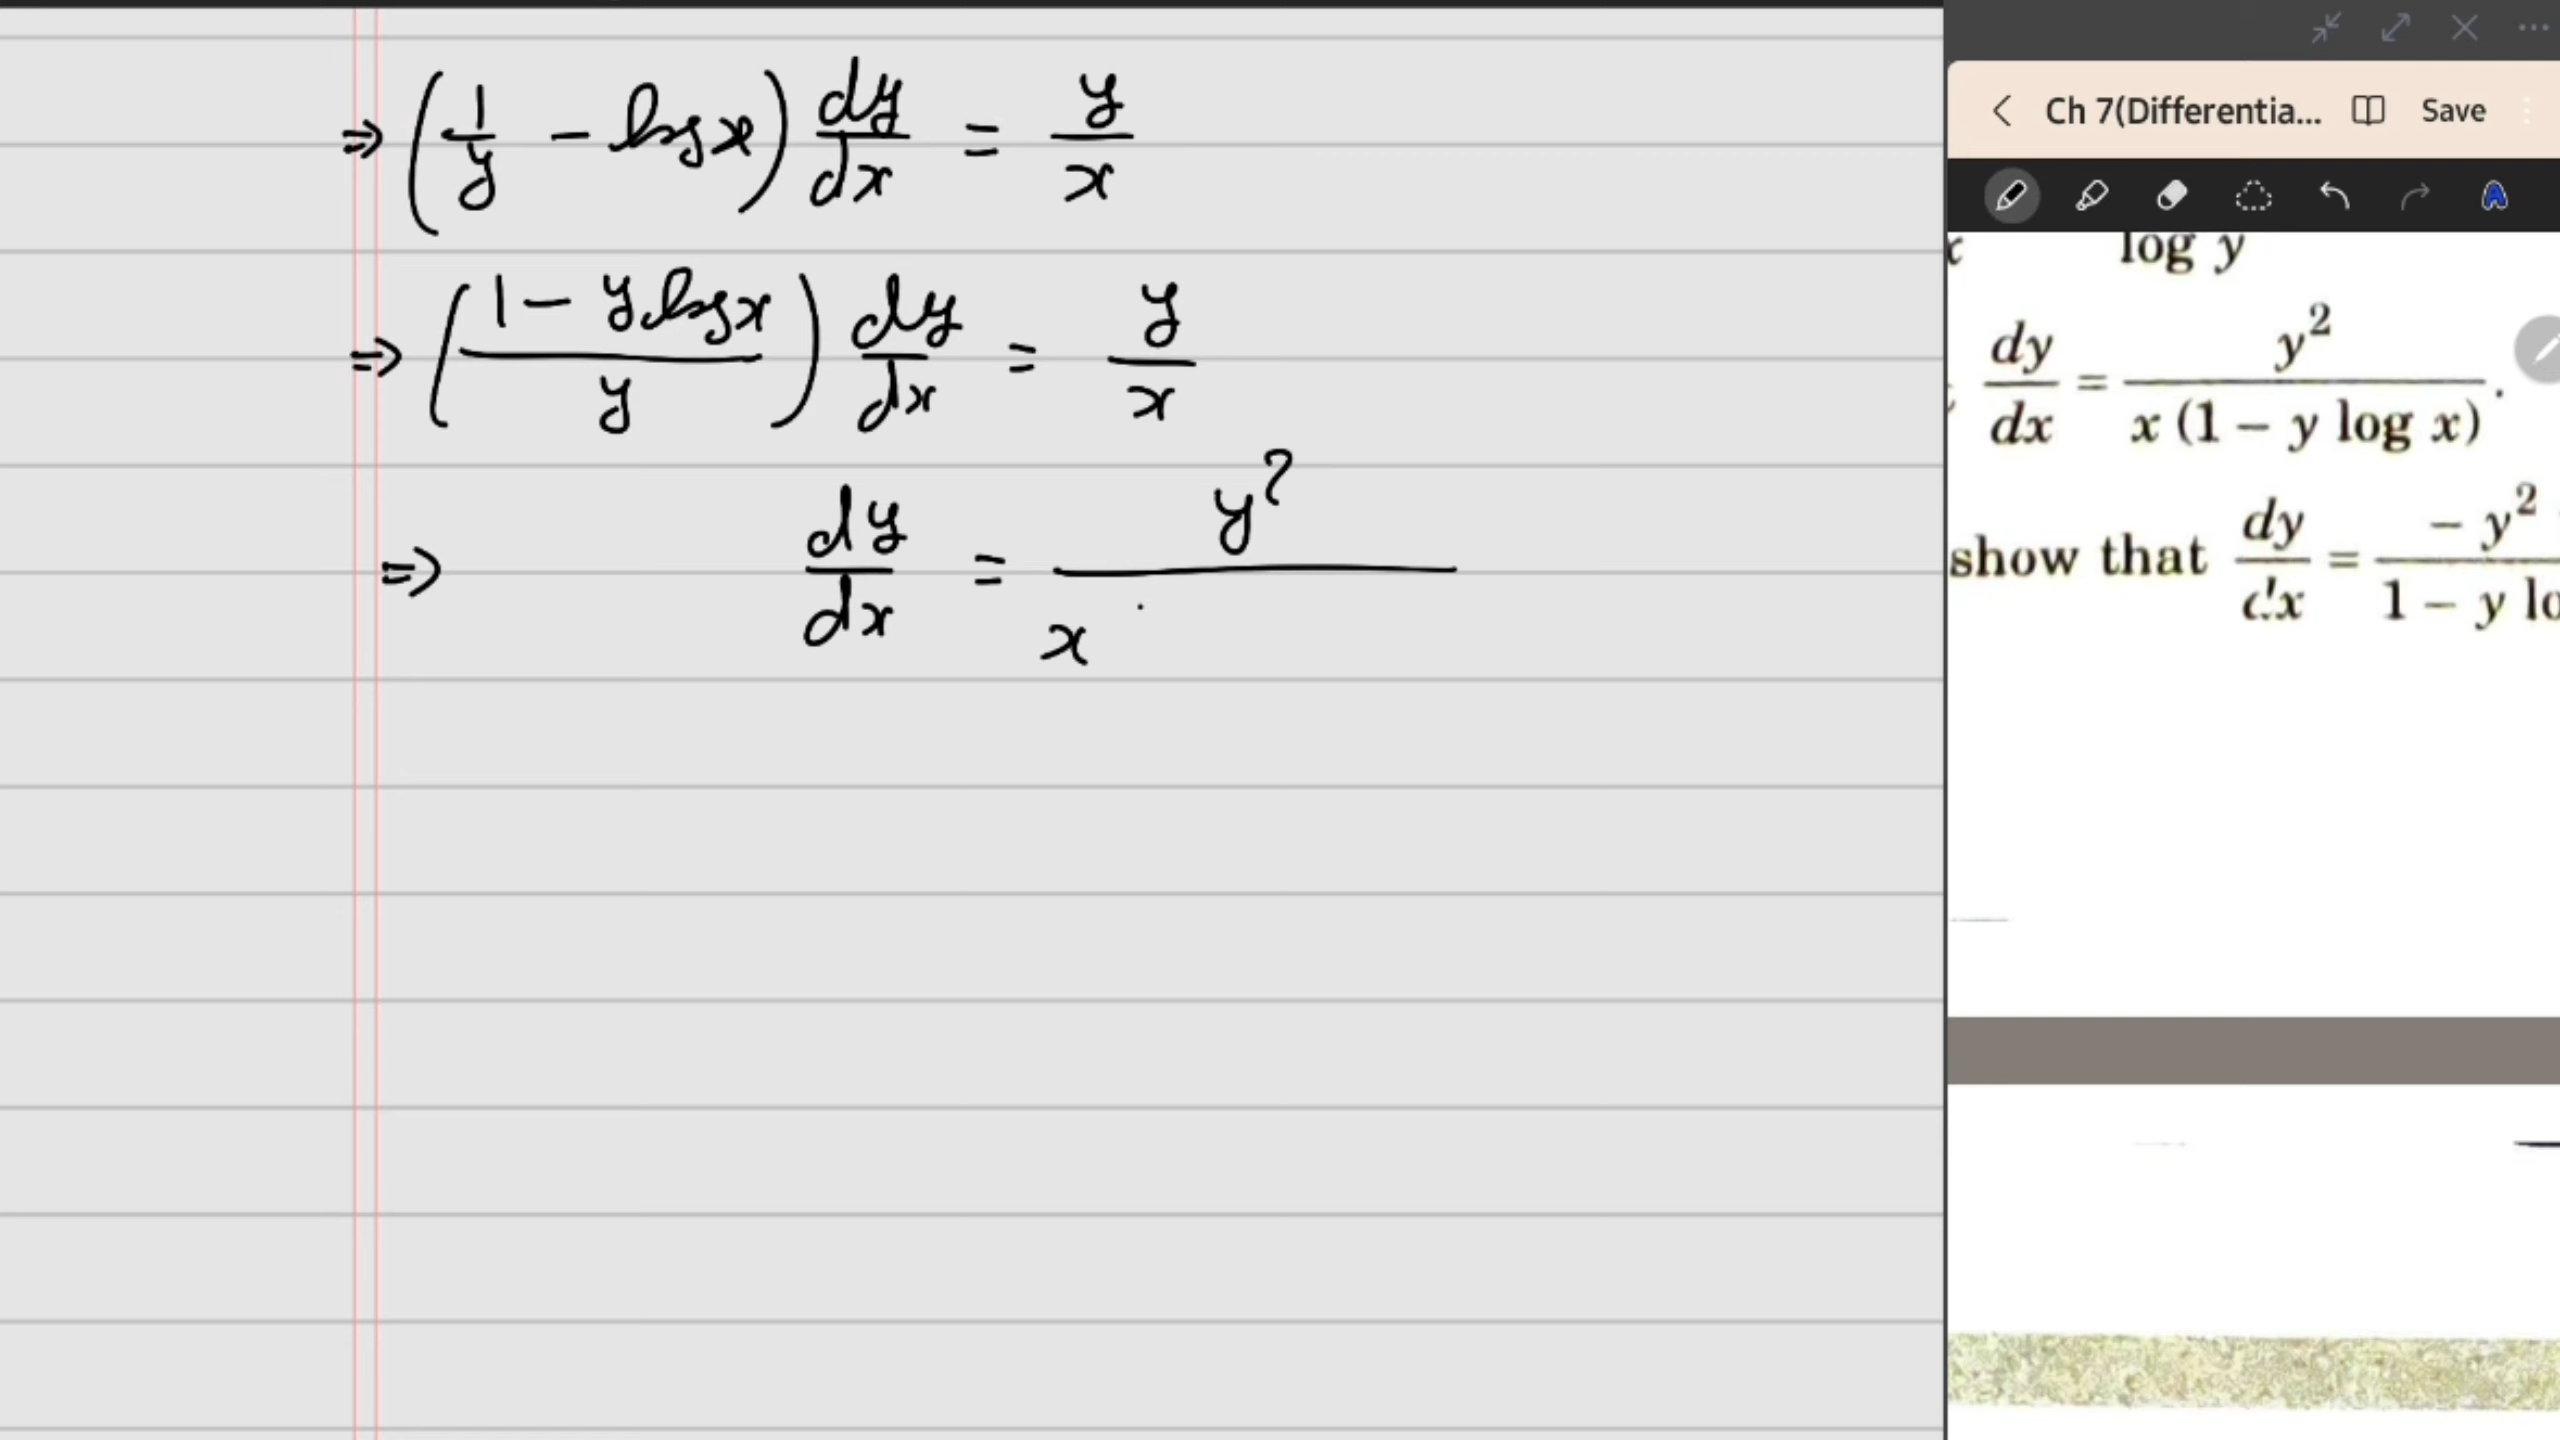 ⇒ (1/y − log x) dy/dx = y/x
⇒ ((1 − y log x)/y) dy/dx = y/x
⇒ dy/dx = y²/x
Ch 7(Differentia... Save
log y
dy/dx = y²/(x (1 − y log x)).
show that dy/dx = − y²/1 − y lo